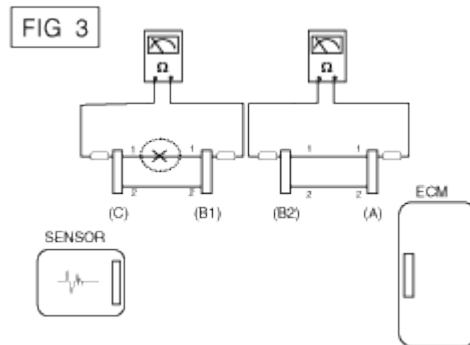 FIG 3
Ω Ω
1 1 1 1
2 2 2 2
(C) (B1) (B2) (A)
ECM
SENSOR